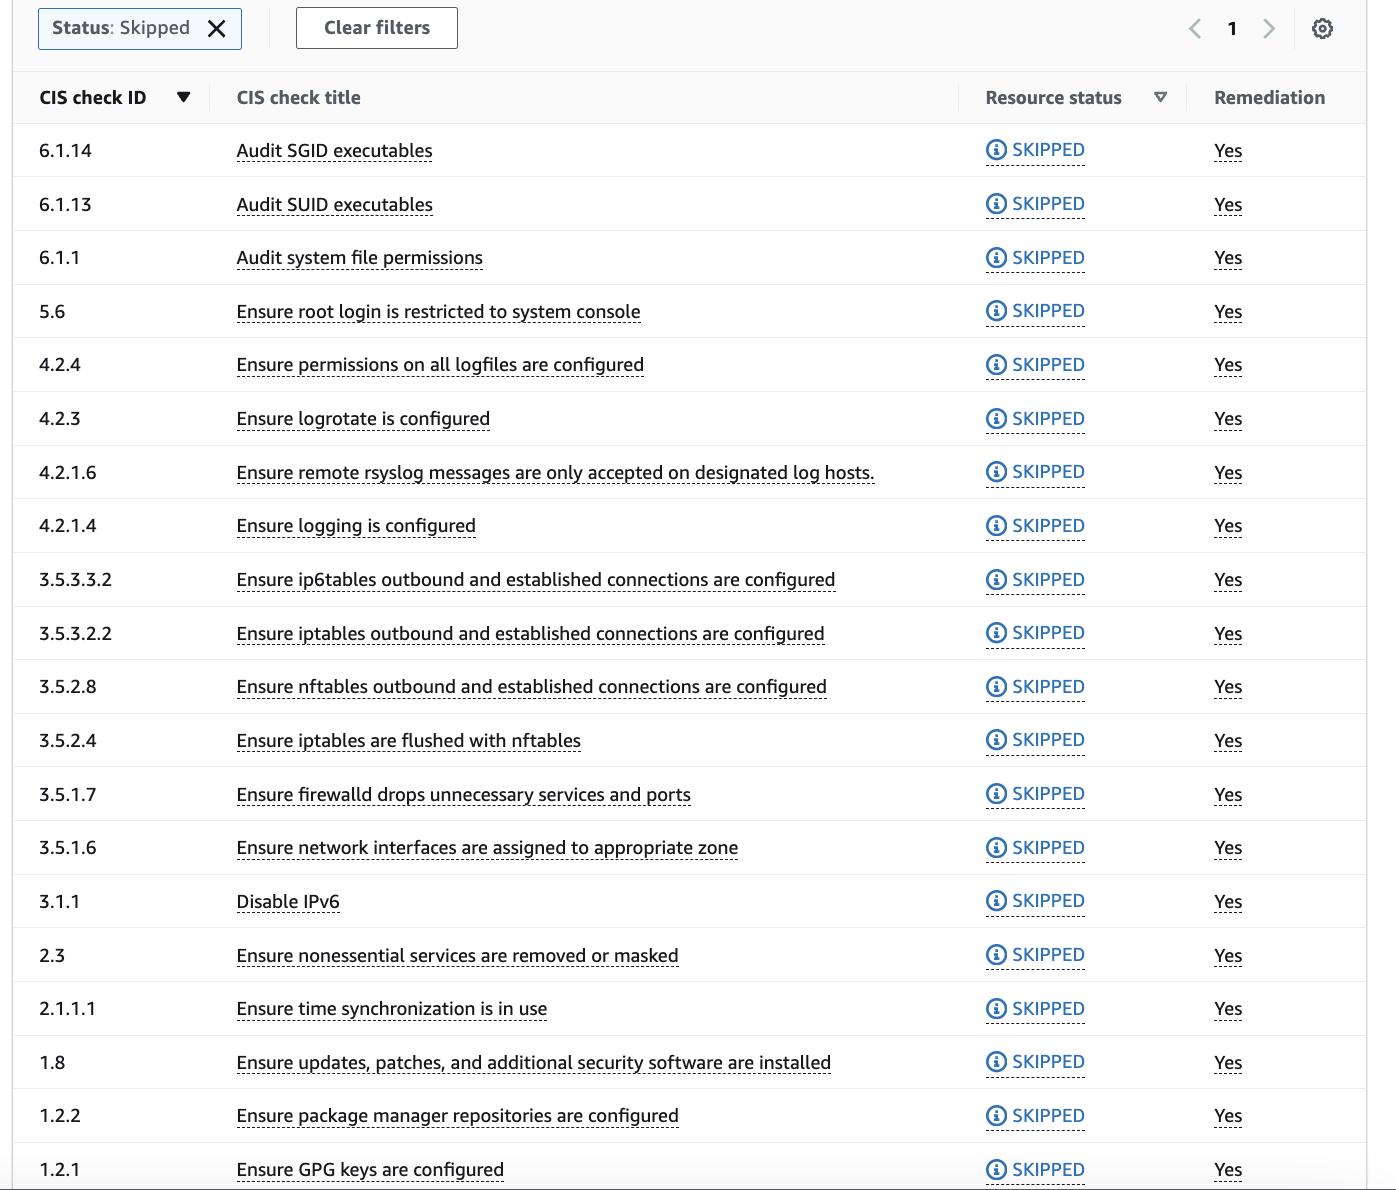 Status: Skipped
Clear filters
1
CIS check ID CIS check title Resource status Remediation
6.1.14 Audit SGID executables SKIPPED Yes
6.1.13 Audit SUID executables SKIPPED Yes
6.1.1 Audit system file permissions SKIPPED Yes
5.6 Ensure root login is restricted to system console SKIPPED Yes
4.2.4 Ensure permissions on all logfiles are configured SKIPPED Yes
4.2.3 Ensure logrotate is configured SKIPPED Yes
4.2.1.6 Ensure remote rsyslog messages are only accepted on designated log hosts. SKIPPED Yes
4.2.1.4 Ensure logging is configured SKIPPED Yes
3.5.3.3.2 Ensure ip6tables outbound and established connections are configured SKIPPED Yes
3.5.3.2.2 Ensure iptables outbound and established connections are configured SKIPPED Yes
3.5.2.8 Ensure nftables outbound and established connections are configured SKIPPED Yes
3.5.2.4 Ensure iptables are flushed with nftables SKIPPED Yes
3.5.1.7 Ensure firewalld drops unnecessary services and ports SKIPPED Yes
3.5.1.6 Ensure network interfaces are assigned to appropriate zone SKIPPED Yes
3.1.1 Disable IPv6 SKIPPED Yes
2.3 Ensure nonessential services are removed or masked SKIPPED Yes
2.1.1.1 Ensure time synchronization is in use SKIPPED Yes
1.8 Ensure updates, patches, and additional security software are installed SKIPPED Yes
1.2.2 Ensure package manager repositories are configured SKIPPED Yes
1.2.1 Ensure GPG keys are configured SKIPPED Yes